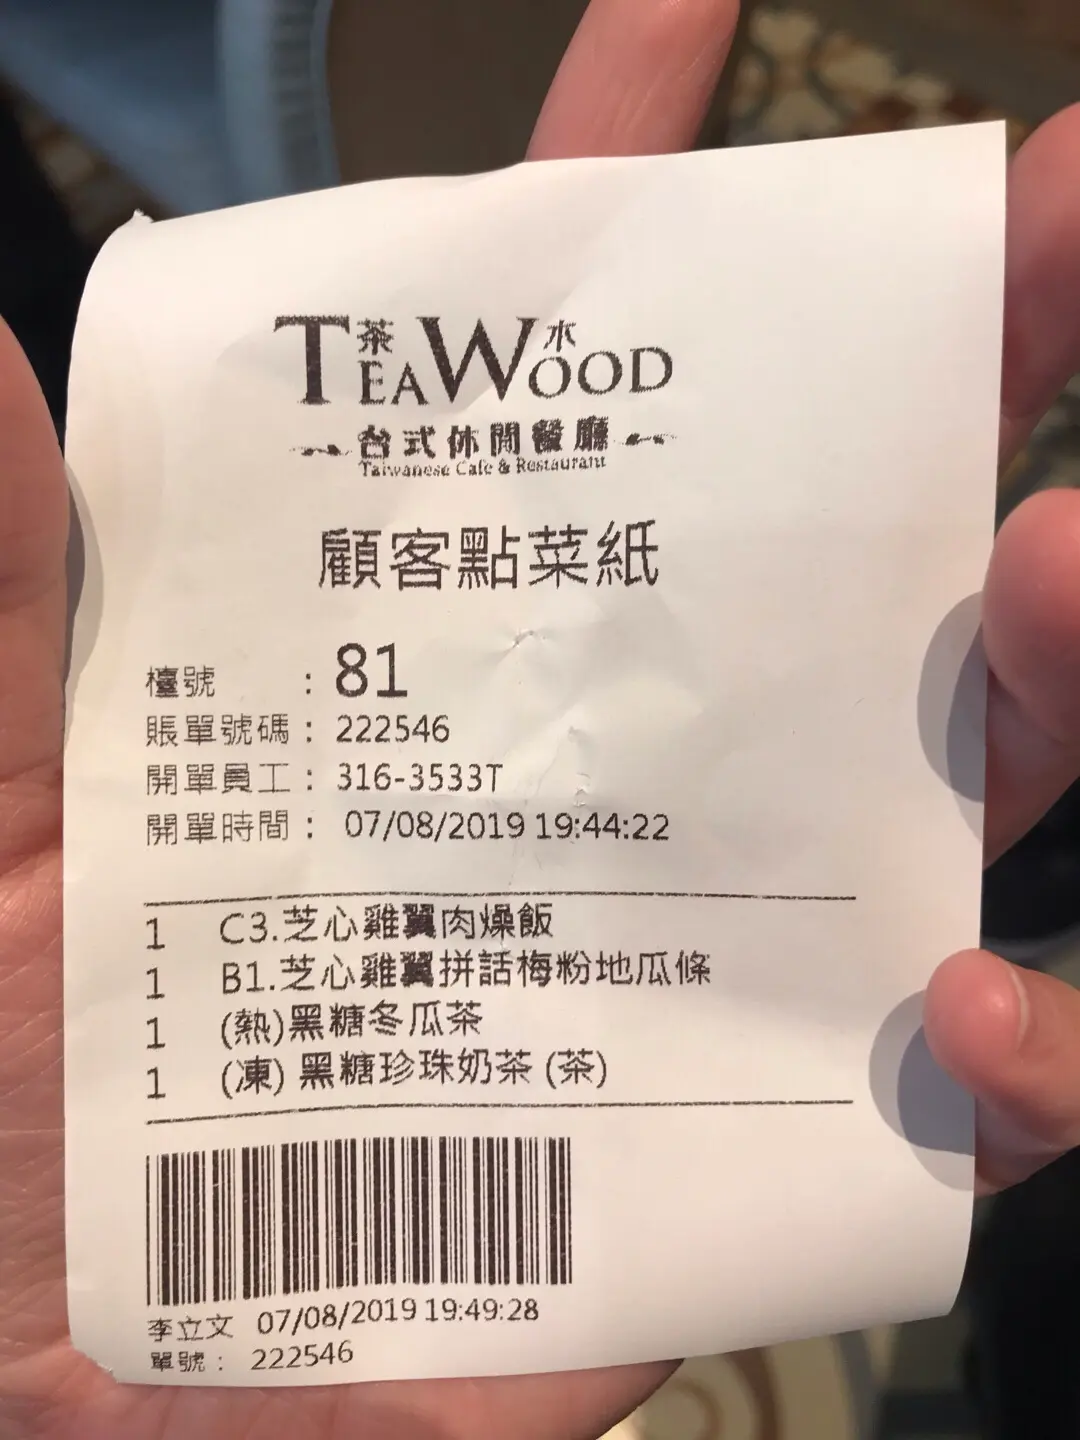 TEA WOOD
茶 木
台式休閒餐廳
Taiwanese Cafe & Restaurant
顧客點菜紙
檯號 : 81
賬單號碼 : 222546
開單員工 : 316-3533T
開單時間 : 07/08/2019 19:44:22
1 C3.芝心雞翼肉燥飯
1 B1.芝心雞翼拼話梅粉地瓜條
1 (熱)黑糖冬瓜茶
1 (凍) 黑糖珍珠奶茶 (茶)
李立文 07/08/2019 19:49:28
單號 : 222546